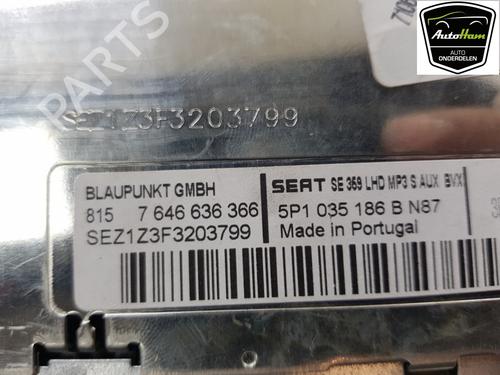 AutoHam
AUTO
ONDERDELEN
PARTS
SEZ1Z3F3203799
BLAUPUNKT GMBH
815 7 646 636 366
SEZ1Z3F3203799
SEAT SE 359 LHD MP3 S AUX BVX
5P1 035 186 B N87
Made in Portugal